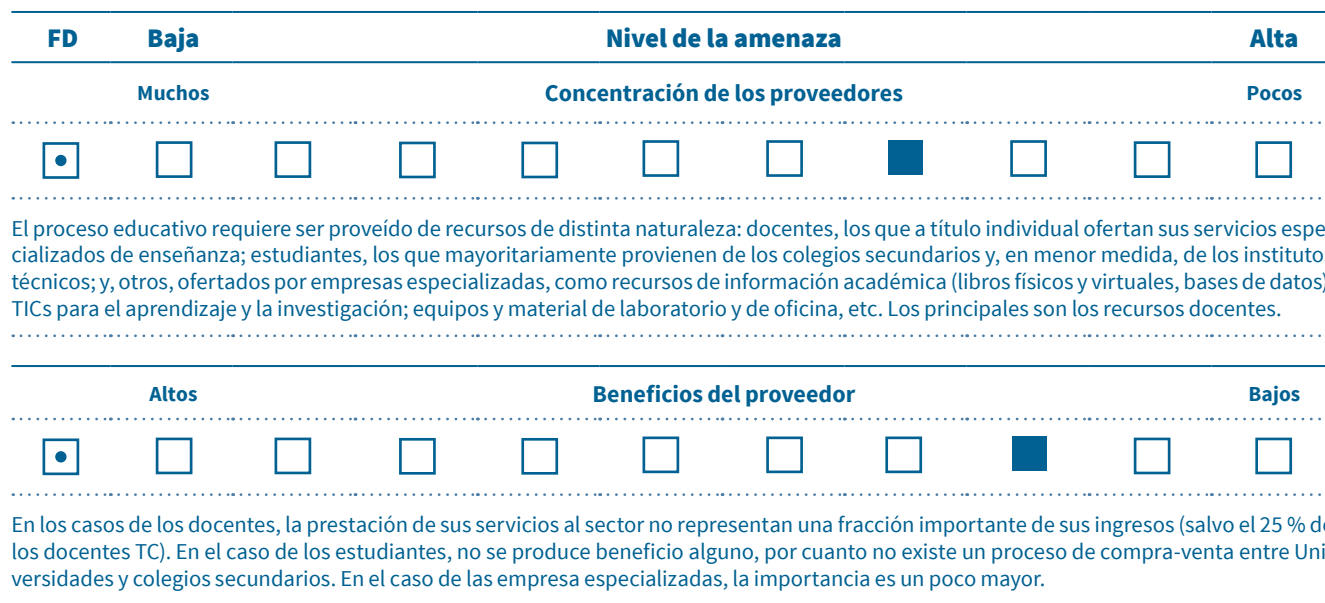 FD Baja Nivel de la amenaza Alta
Muchos Concentración de los proveedores Pocos
El proceso educativo requiere ser proveído de recursos de distinta naturaleza: docentes, los que a título individual ofertan sus servicios espe
cializados de enseñanza; estudiantes, los que mayoritariamente provienen de los colegios secundarios y, en menor medida, de los instituto
técnicos; y, otros, ofertados por empresas especializadas, como recursos de información académica (libros físicos y virtuales, bases de datos)
TICs para el aprendizaje y la investigación; equipos y material de laboratorio y de oficina, etc. Los principales son los recursos docentes.
Altos Beneficios del proveedor Bajos
En los casos de los docentes, la prestación de sus servicios al sector no representan una fracción importante de sus ingresos (salvo el 25 % de
los docentes TC). En el caso de los estudiantes, no se produce beneficio alguno, por cuanto no existe un proceso de compra-venta entre Uni
versidades y colegios secundarios. En el caso de las empresa especializadas, la importancia es un poco mayor.